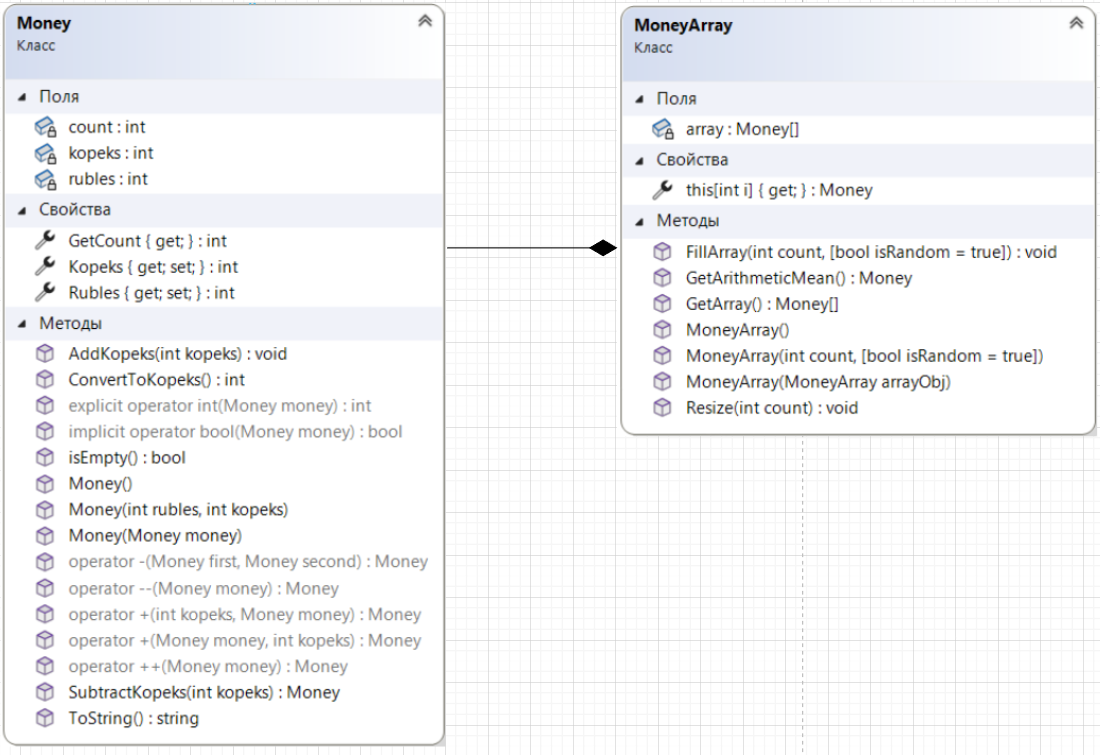 Money
Класс
Поля
count : int
kopeks : int
rubles : int
Свойства
GetCount { get; } : int
Kopeks { get; set; } : int
Rubles { get; set; } : int
Методы
AddKopeks(int kopeks) : void
ConvertToKopeks() : int
explicit operator int(Money money) : int
implicit operator bool(Money money) : bool
isEmpty() : bool
Money()
Money(int rubles, int kopeks)
Money(Money money)
operator -(Money first, Money second) : Money
operator --(Money money) : Money
operator +(int kopeks, Money money) : Money
operator +(Money money, int kopeks) : Money
operator ++(Money money) : Money
SubtractKopeks(int kopeks) : Money
ToString() : string
MoneyArray
Класс
Поля
array : Money[]
Свойства
this[int i] { get; } : Money
Методы
FillArray(int count, [bool isRandom = true]) : void
GetArithmeticMean() : Money
GetArray() : Money[]
MoneyArray()
MoneyArray(int count, [bool isRandom = true])
MoneyArray(MoneyArray arrayObj)
Resize(int count) : void